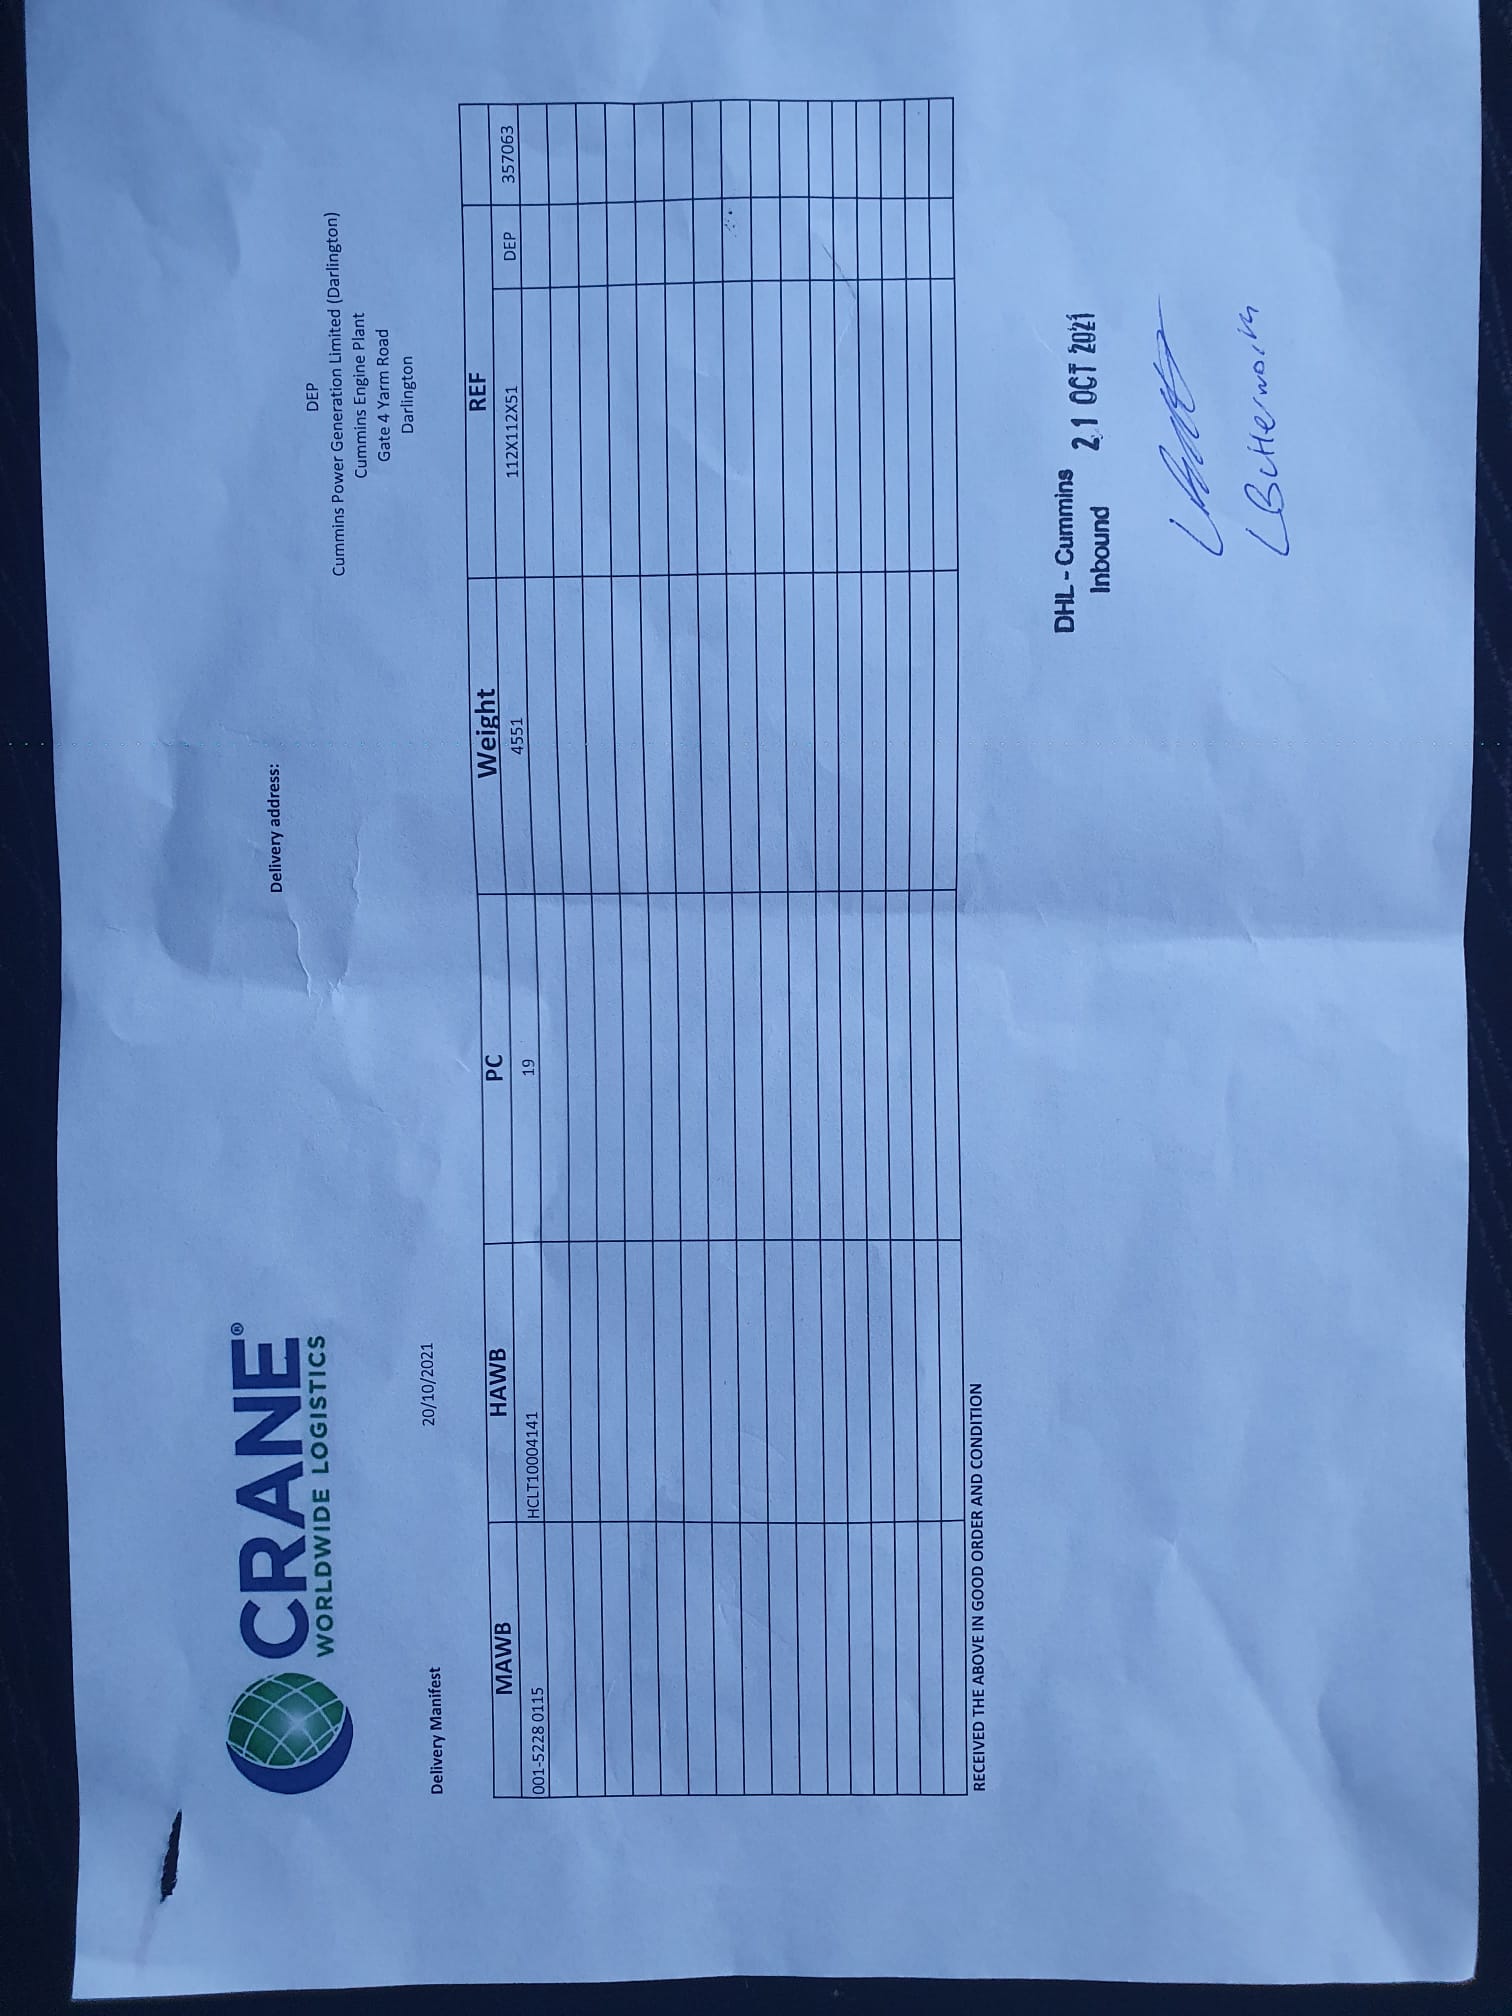 CRANE®
WORLDWIDE LOGISTICS
Delivery address:
DEP
Cummins Power Generation Limited (Darlington)
Cummins Engine Plant
Gate 4 Yarm Road
Darlington
Delivery Manifest 20/10/2021
MAWB HAWB PC Weight REF
001-5228 0115 HCLT10004141 19 4551 112X112X51 DEP 357063
RECEIVED THE ABOVE IN GOOD ORDER AND CONDITION
DHL - Cummins
Inbound 21 OCT 2021
L Butterworth